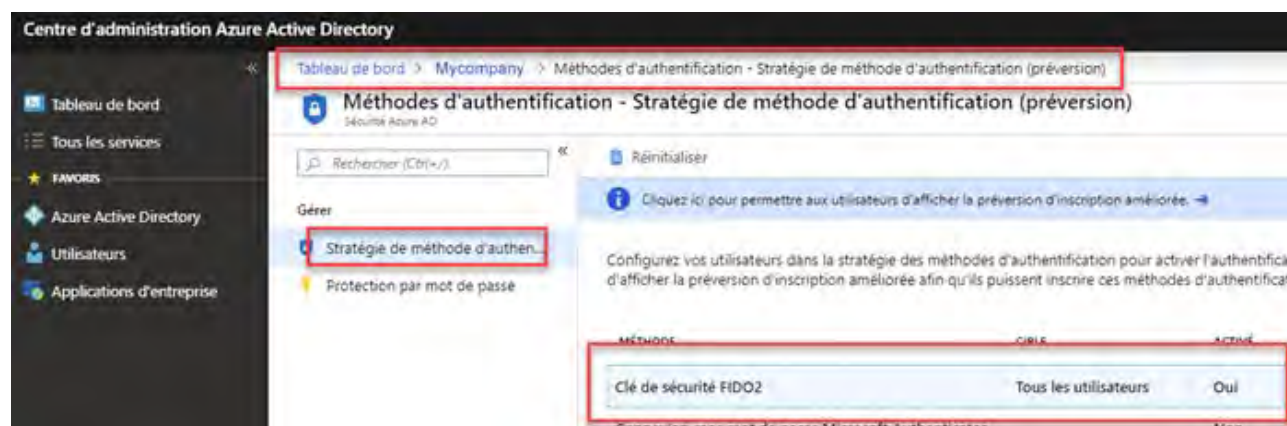 Centre d'administration Azure Active Directory
«
Tableau de bord > Mycompany > Méthodes d'authentification - Stratégie de méthode d'authentification (préversion)
Tableau de bord
Tous les services
FAVORIS
Azure Active Directory
Utilisateurs
Applications d'entreprise
Méthodes d'authentification - Stratégie de méthode d'authentification (préversion)
Sécurité Azure AD
Rechercher (Ctrl+/)
«
Gérer
Stratégie de méthode d'authen...
Protection par mot de passe
Réinitialiser
Cliquez ici pour permettre aux utilisateurs d'afficher la préversion d'inscription améliorée. →
Configurez vos utilisateurs dans la stratégie des méthodes d'authentification pour activer l'authentifica
d'afficher la préversion d'inscription améliorée afin qu'ils puissent inscrire ces méthodes d'authentificat
MÉTHODE CIBLE ACTIVÉ
Clé de sécurité FIDO2 Tous les utilisateurs Oui